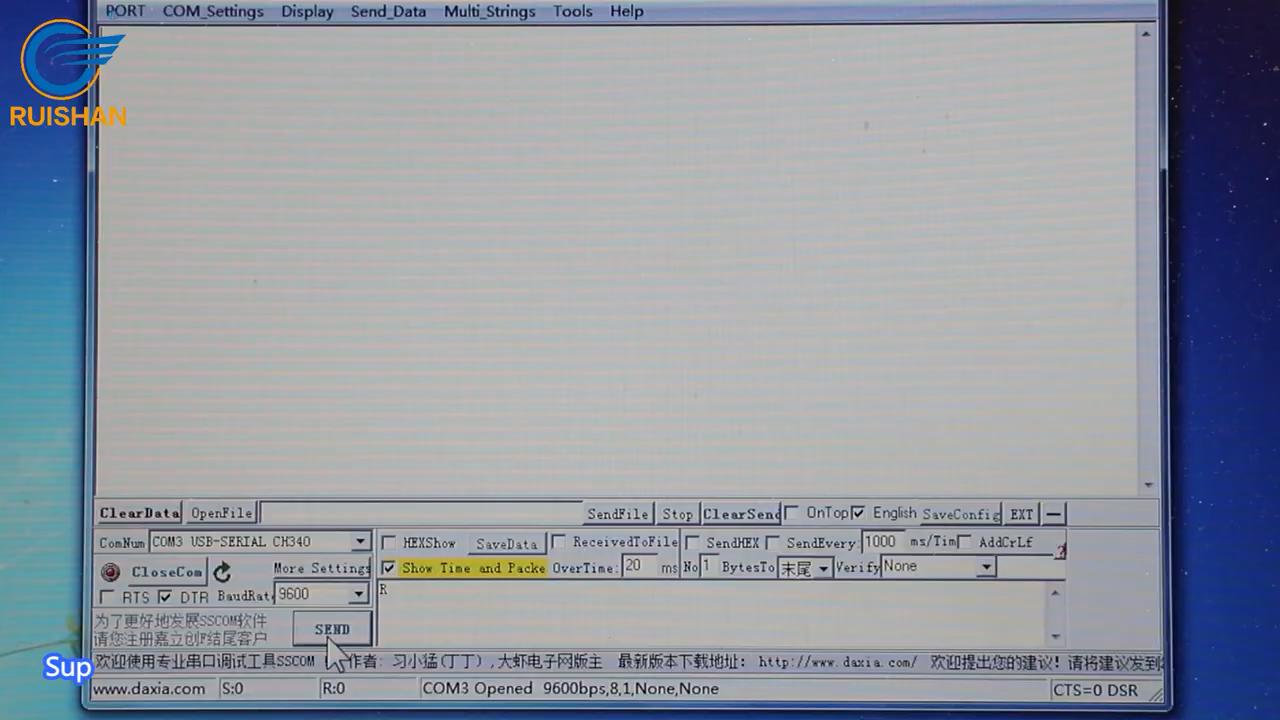 PORT COM_Settings Display Send_Data Multi_Strings Tools Help
RUISHAN
ClearData OpenFile SendFile Stop ClearSend OnTop English SaveConfig EXT
ComNum COM3 USB-SERIAL CH340 HEXShow SaveData ReceivedToFile SendHEX SendEvery: 1000 ms/Tim AddCrLf
CloseCom More Settings Show Time and Packe OverTime: 20 ms No 1 BytesTo 末尾 Verify None
RTS DTR BaudRat 9600 R
为了更好地发展SSCOM软件
请您注册嘉立创F结尾客户
SEND
欢迎使用专业串口调试工具SSCOM 作者: 习小猛(丁丁),大虾电子网版主 最新版本下载地址: http://www.daxia.com/ 欢迎提出您的建议!请将建议发到
Sup
www.daxia.com S:0 R:0 COM3 Opened 9600bps,8,1,None,None CTS=0 DSR